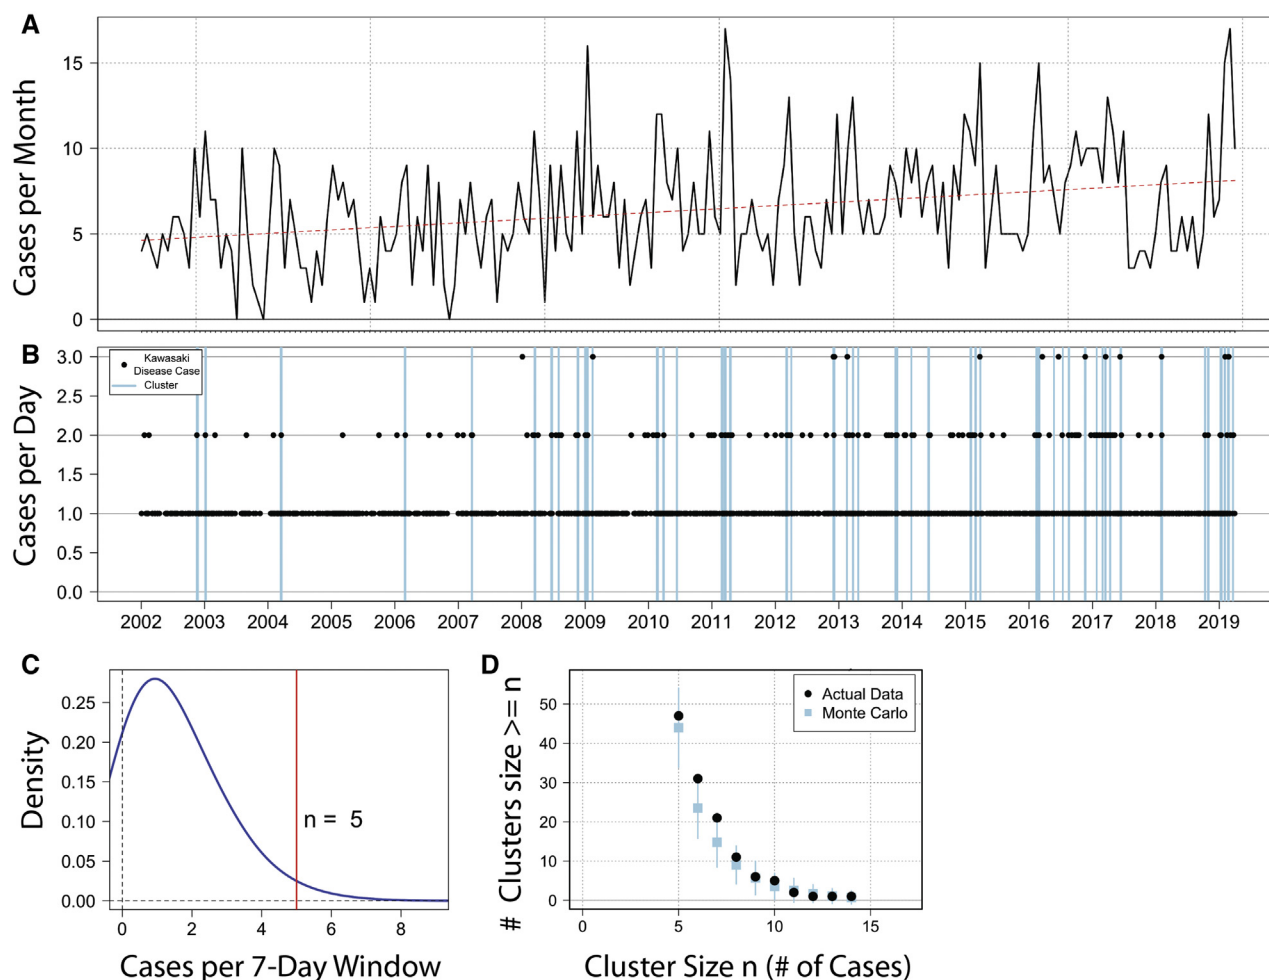 A
Cases per Month
15
10
5
0
B
Cases per Day
3.0
2.5
2.0
1.5
1.0
0.5
0.0
Kawasaki
Disease Case
Cluster
2002 2003 2004 2005 2006 2007 2008 2009 2010 2011 2012 2013 2014 2015 2016 2017 2018 2019
C
Density
0.25
0.20
0.15
0.10
0.05
0.00
n = 5
0 2 4 6 8
Cases per 7-Day Window
D
# Clusters size >= n
50
40
30
20
10
0
Actual Data
Monte Carlo
0 5 10 15
Cluster Size n (# of Cases)